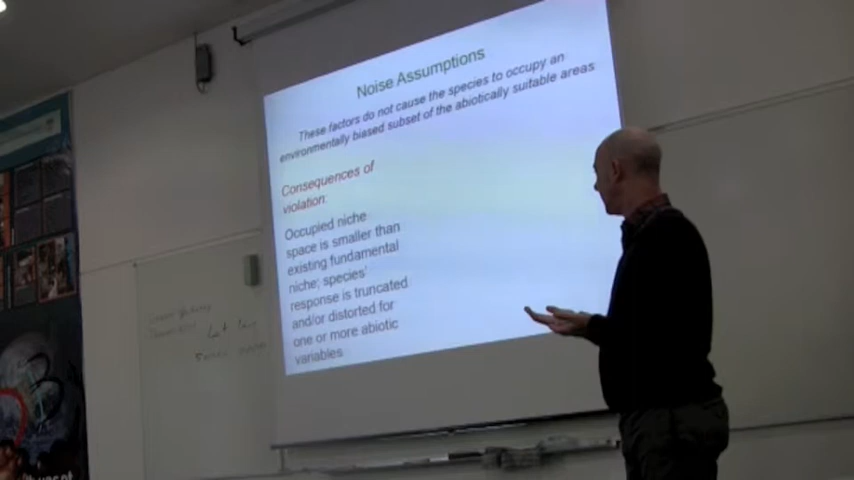 Noise Assumptions
These factors do not cause the species to occupy an
environmentally biased subset of the abiotically suitable areas
Consequences of
violation:
Occupied niche
space is smaller than
existing fundamental
niche; species'
response is truncated
and/or distorted for
one or more abiotic
variables